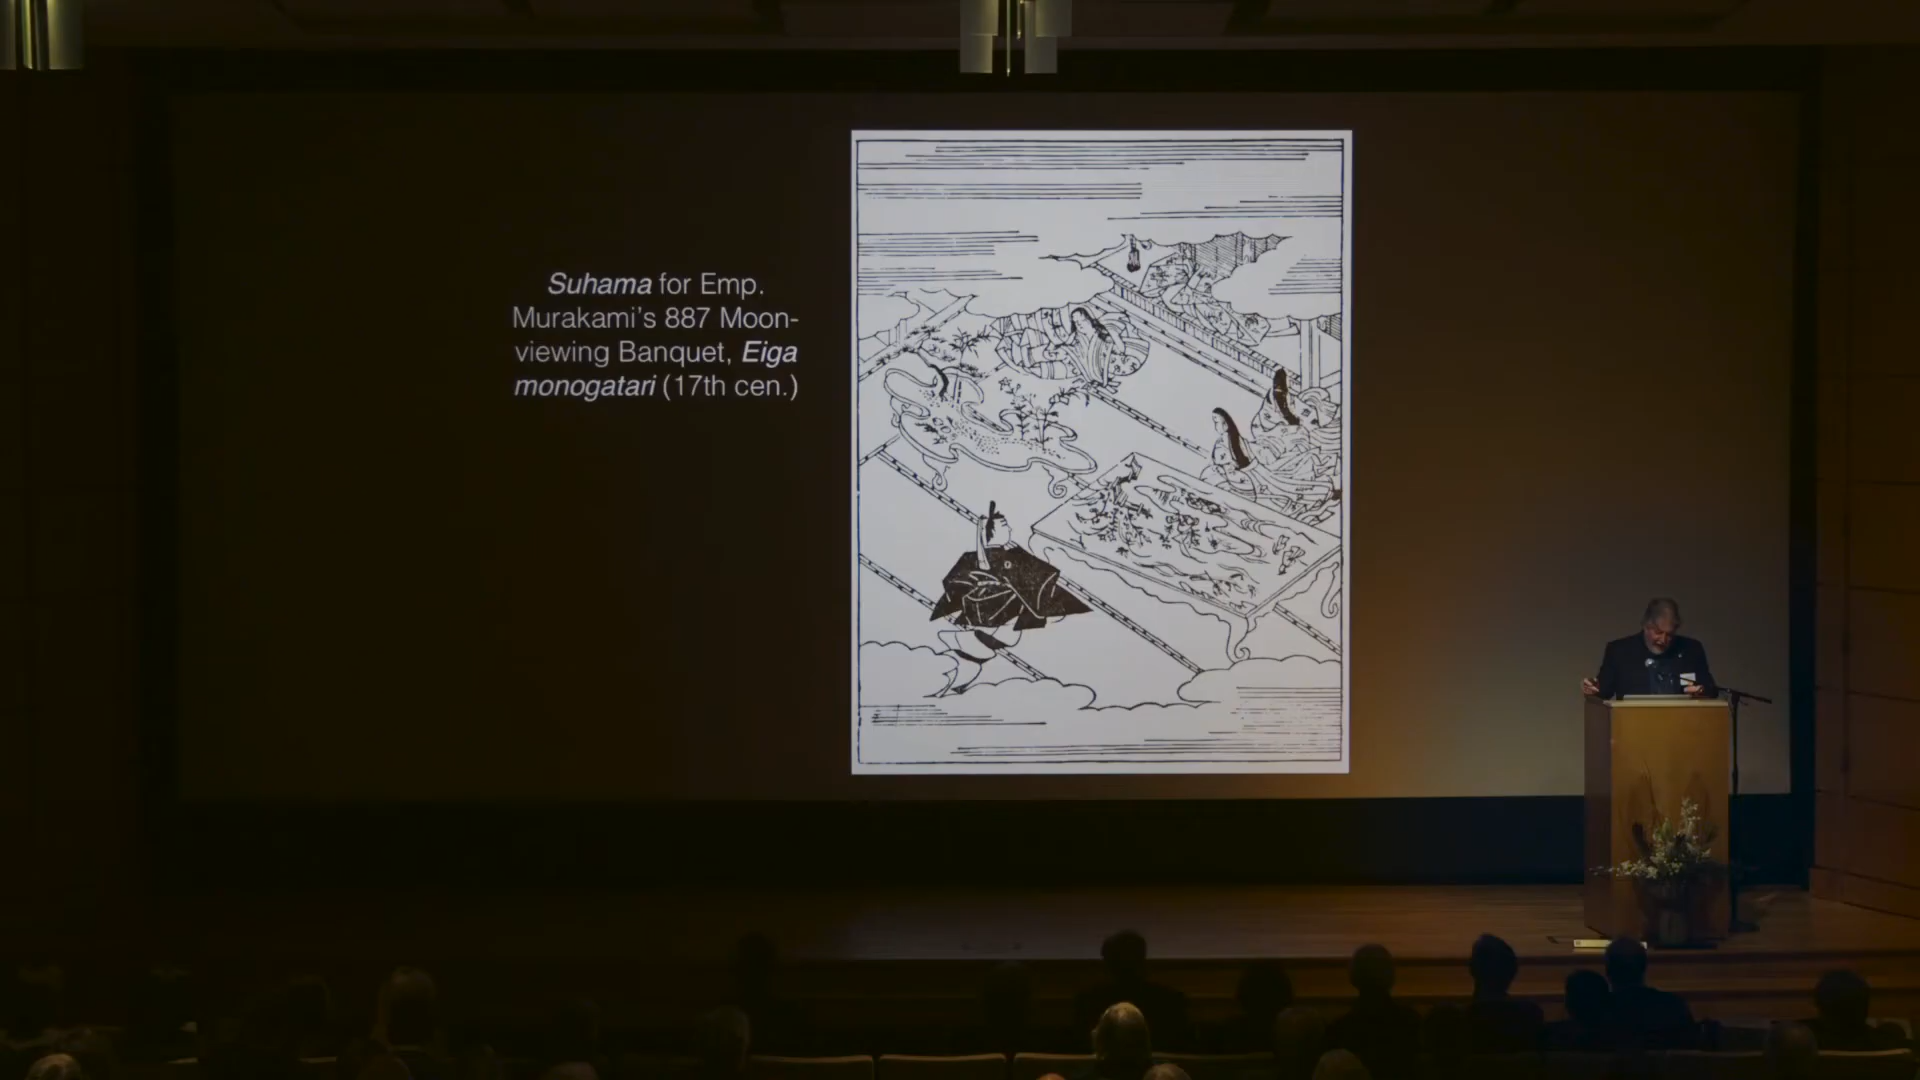 Suhama for Emp.
Murakami's 887 Moon-
viewing Banquet, Eiga
monogatari (17th cen.)